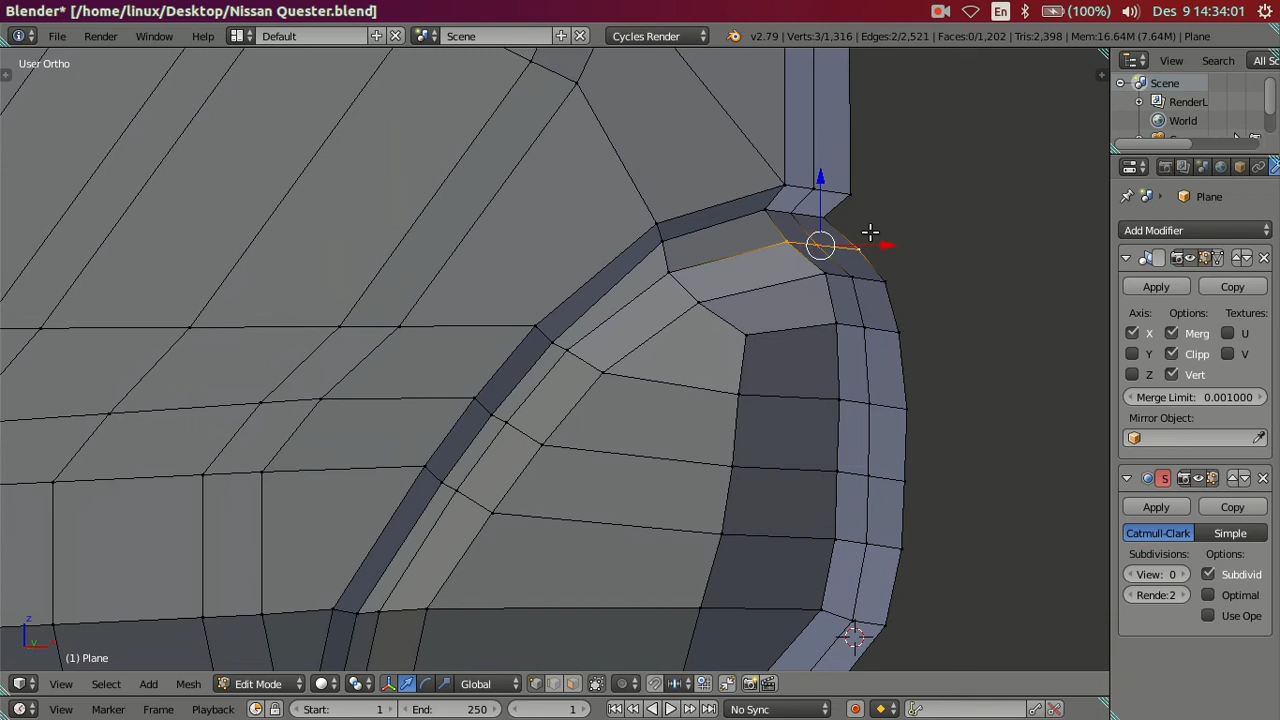 Blender* [/home/linux/Desktop/Nissan Quester.blend]
En (100%) Des 9 14:34:01
File Render Window Help Default Scene Cycles Render v2.79 | Verts:3/1,316 | Edges:2/2,521 | Faces:0/1,202 | Tris:2,398 | Mem:16.64M (7.64M) | Plane
User Ortho
View Search All Sc
Scene
RenderL
World
Plane
Add Modifier
Apply Copy
Axis: Options: Textures:
X Merg U
Y Clipp V
Z Vert
Merge Limit: 0.001000
Mirror Object:
S
Apply Copy
Catmull-Clark Simple
Subdivisions: Options:
View: 0 Subdivid
Rende:2 Optimal
Use Ope
z
y
(1) Plane
View Select Add Mesh Edit Mode Global
View Marker Frame Playback Start: 1 End: 250 1 No Sync